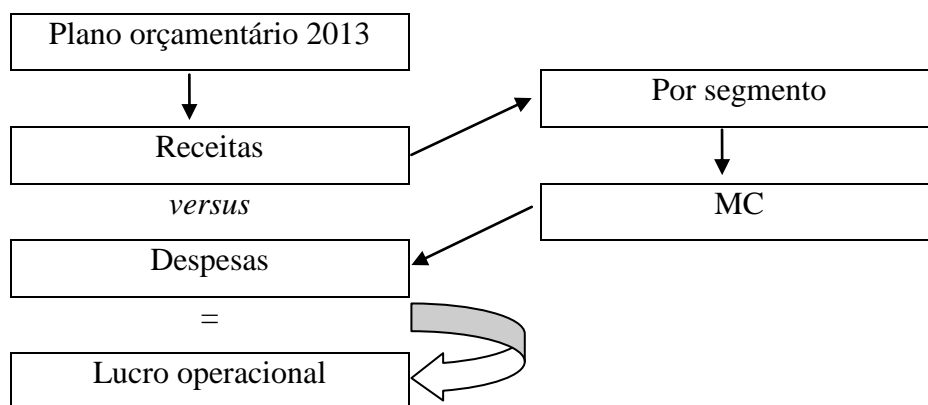 Plano orçamentário 2013
Por segmento
Receitas
versus
MC
Despesas
=
Lucro operacional